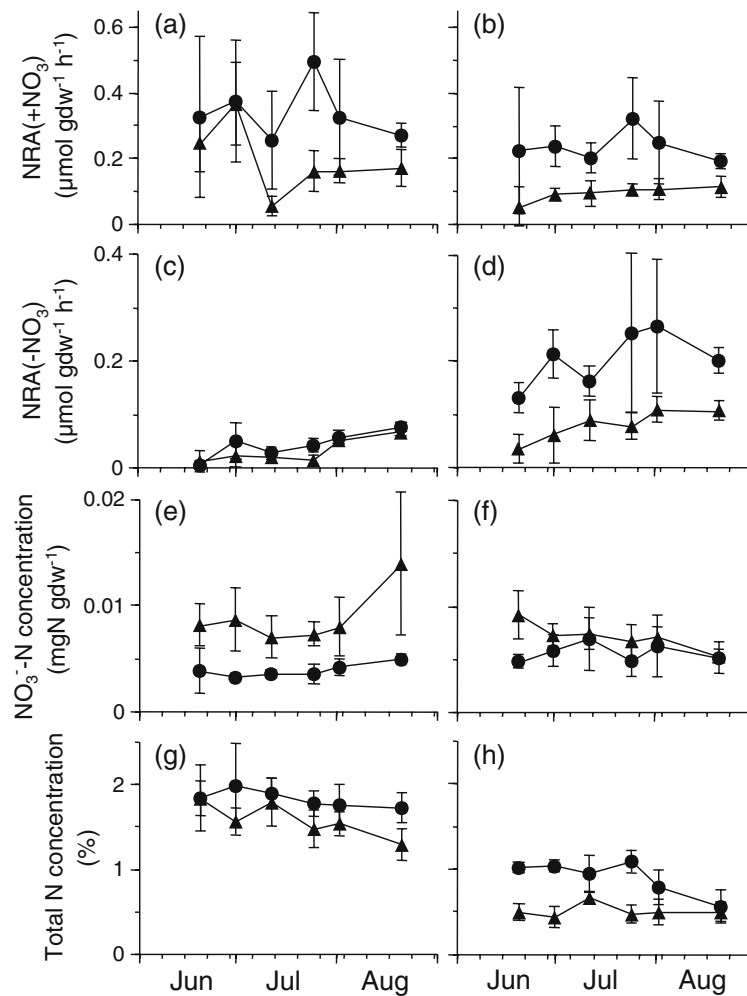 (a) (b)
NRA(+NO₃)
(μmol gdw⁻¹ h⁻¹)
0.6
0.4
0.2
0
(c) (d)
NRA(-NO₃)
(μmol gdw⁻¹ h⁻¹)
0.4
0.2
0
(e) (f)
NO₃⁻-N concentration
(mgN gdw⁻¹)
0.02
0.01
0
(g) (h)
Total N concentration
(%)
2
1
0
Jun Jul Aug Jun Jul Aug